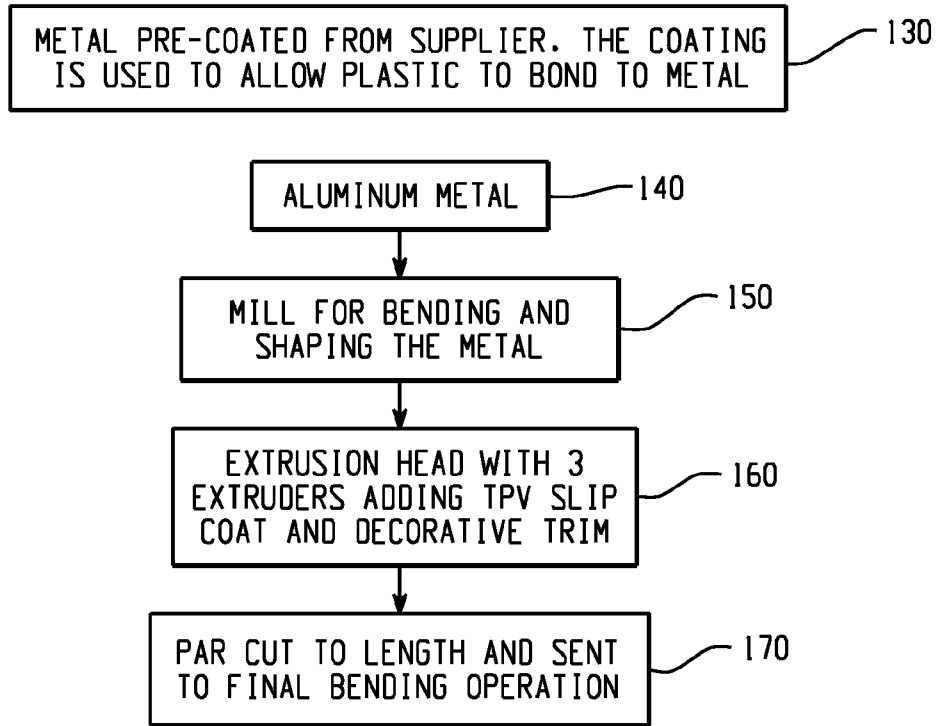 METAL PRE-COATED FROM SUPPLIER. THE COATING
IS USED TO ALLOW PLASTIC TO BOND TO METAL
130
ALUMINUM METAL
140
MILL FOR BENDING AND
SHAPING THE METAL
150
EXTRUSION HEAD WITH 3
EXTRUDERS ADDING TPV SLIP
COAT AND DECORATIVE TRIM
160
PAR CUT TO LENGTH AND SENT
TO FINAL BENDING OPERATION
170